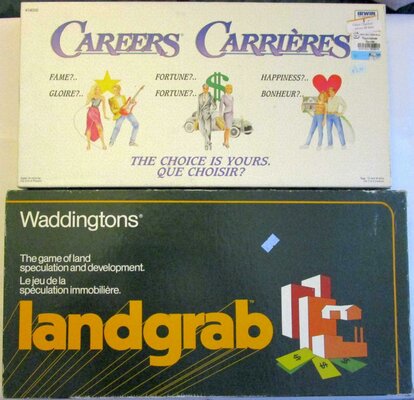 CAREERS® CARRIÈRES
IRWIN
FAME?.. FORTUNE?.. HAPPINESS?..
GLOIRE?.. FORTUNE?.. BONHEUR?..
$
THE CHOICE IS YOURS.
QUE CHOISIR?
Waddingtons®
The game of land
speculation and development.
Le jeu de la
spéculation immobilière.
landgrab™
$ $ $